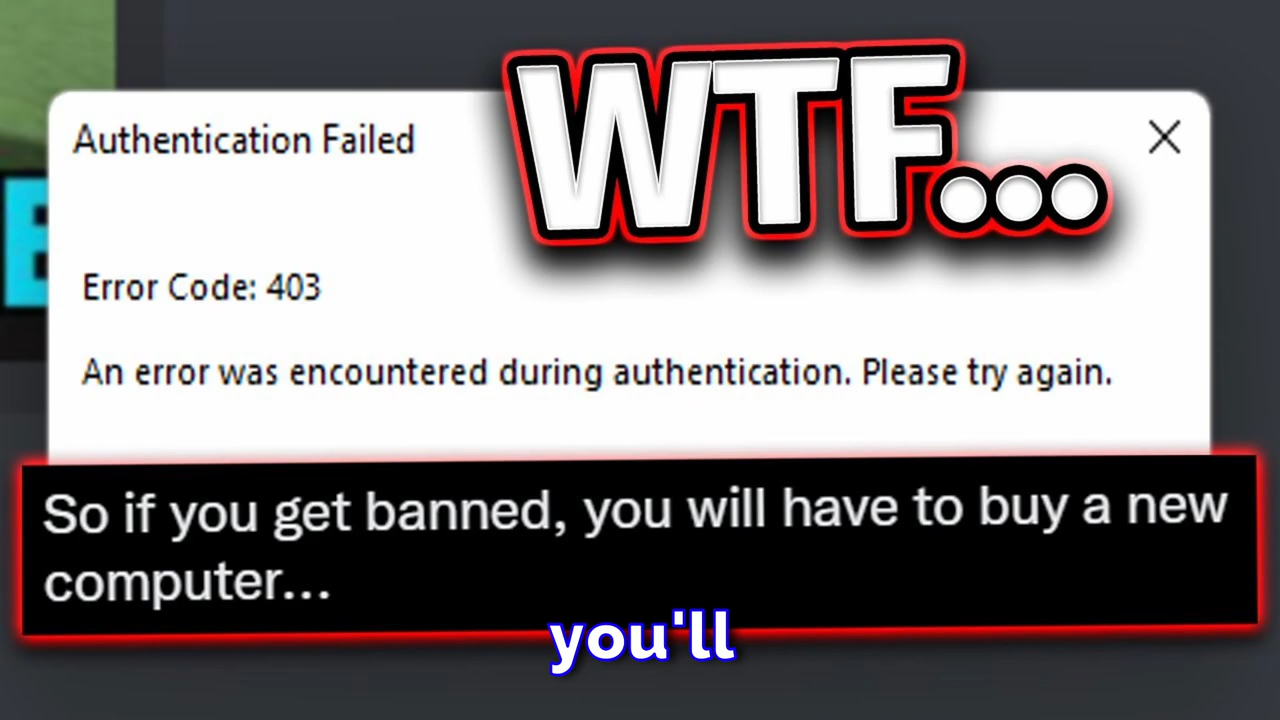 WTF...
Authentication Failed
Error Code: 403
An error was encountered during authentication. Please try again.
So if you get banned, you will have to buy a new
computer...
you'll